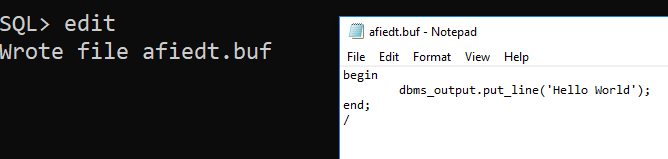 SQL> edit
Wrote file afiedt.buf
afiedt.buf - Notepad
File Edit Format View Help
begin
        dbms_output.put_line('Hello World');
end;
/